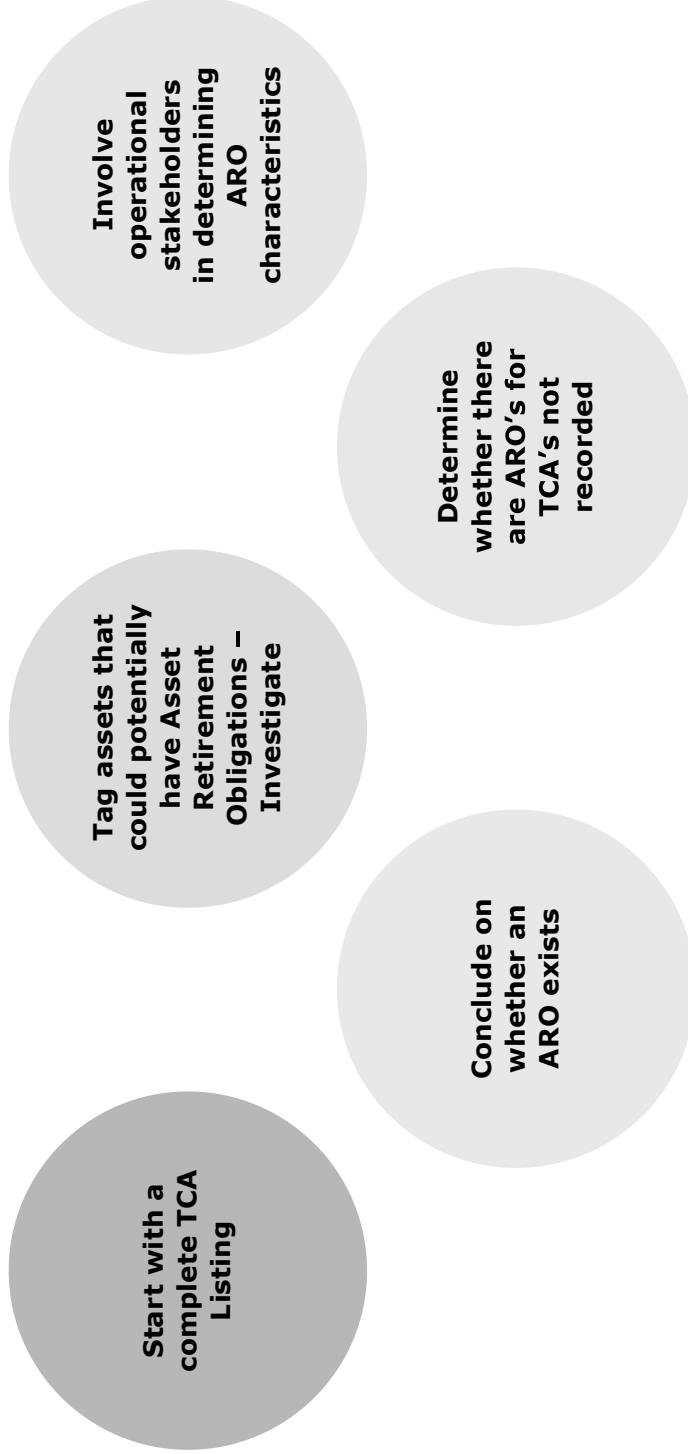 Start with a
complete TCA
Listing
Tag assets that
could potentially
have Asset
Retirement
Obligations –
Investigate
Involve
operational
stakeholders
in determining
ARO
characteristics
Conclude on
whether an
ARO exists
Determine
whether there
are ARO’s for
TCA’s not
recorded